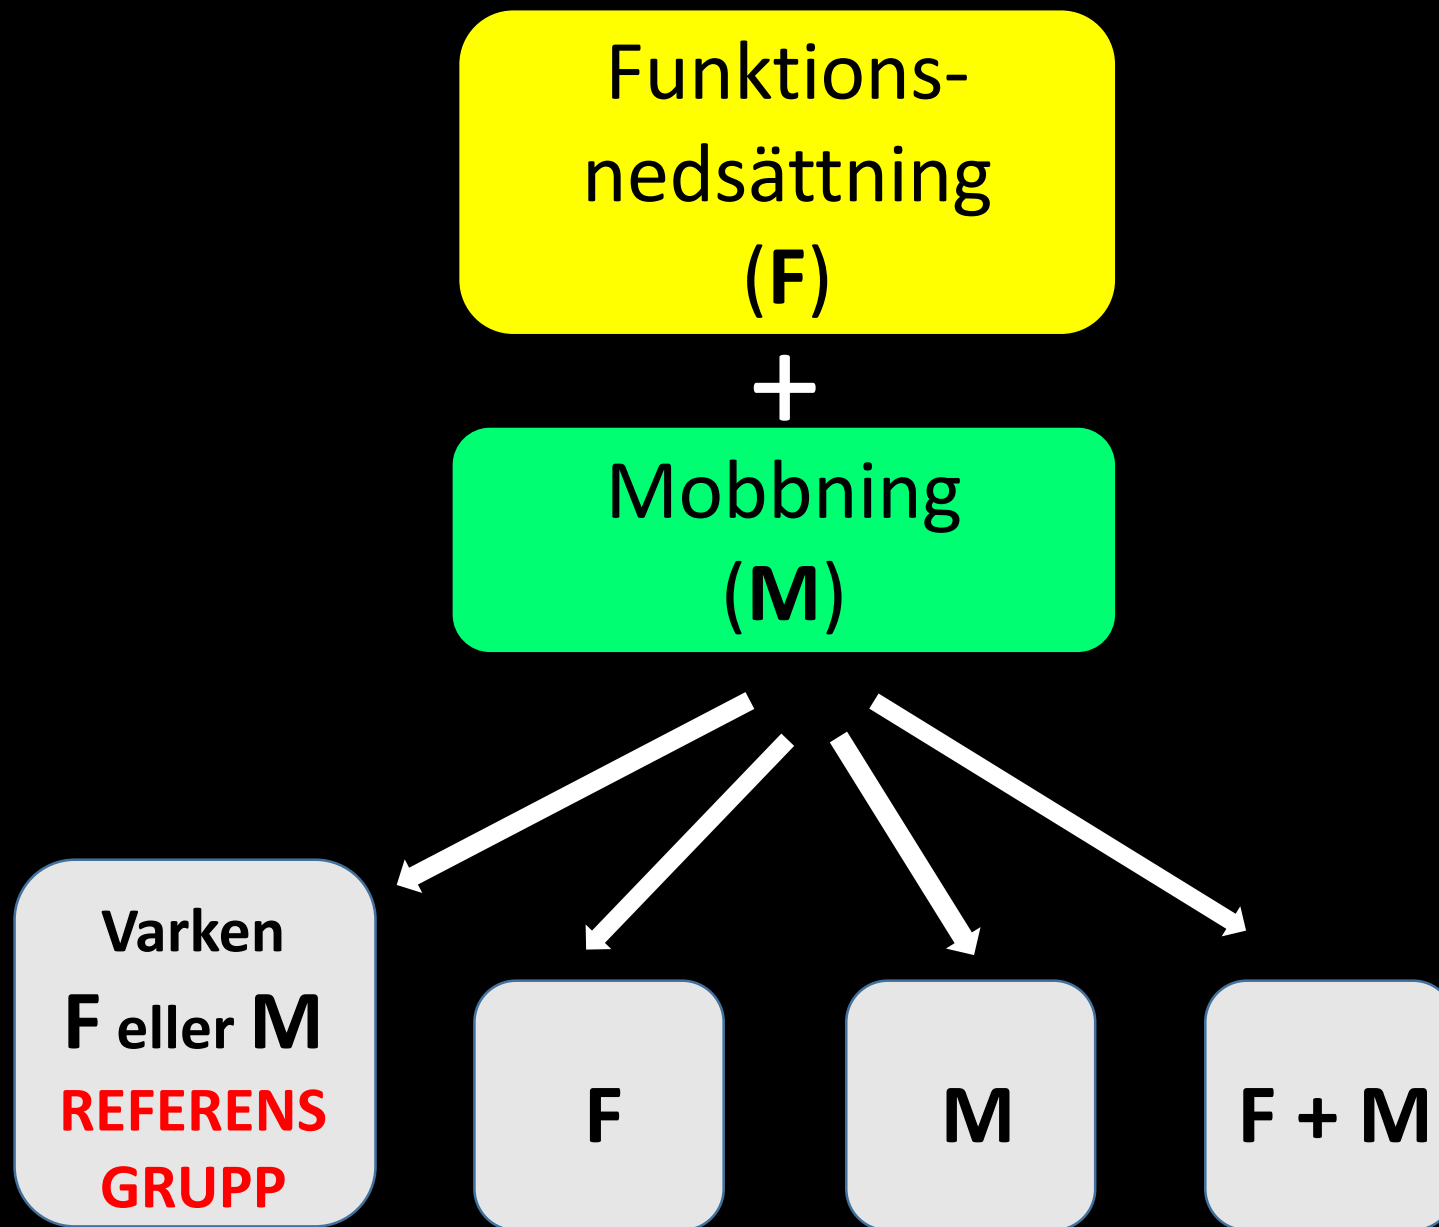 Funktions-
nedsättning
(F)
+
Mobbning
(M)
Varken
F eller M
REFERENS
GRUPP
F
M
F + M